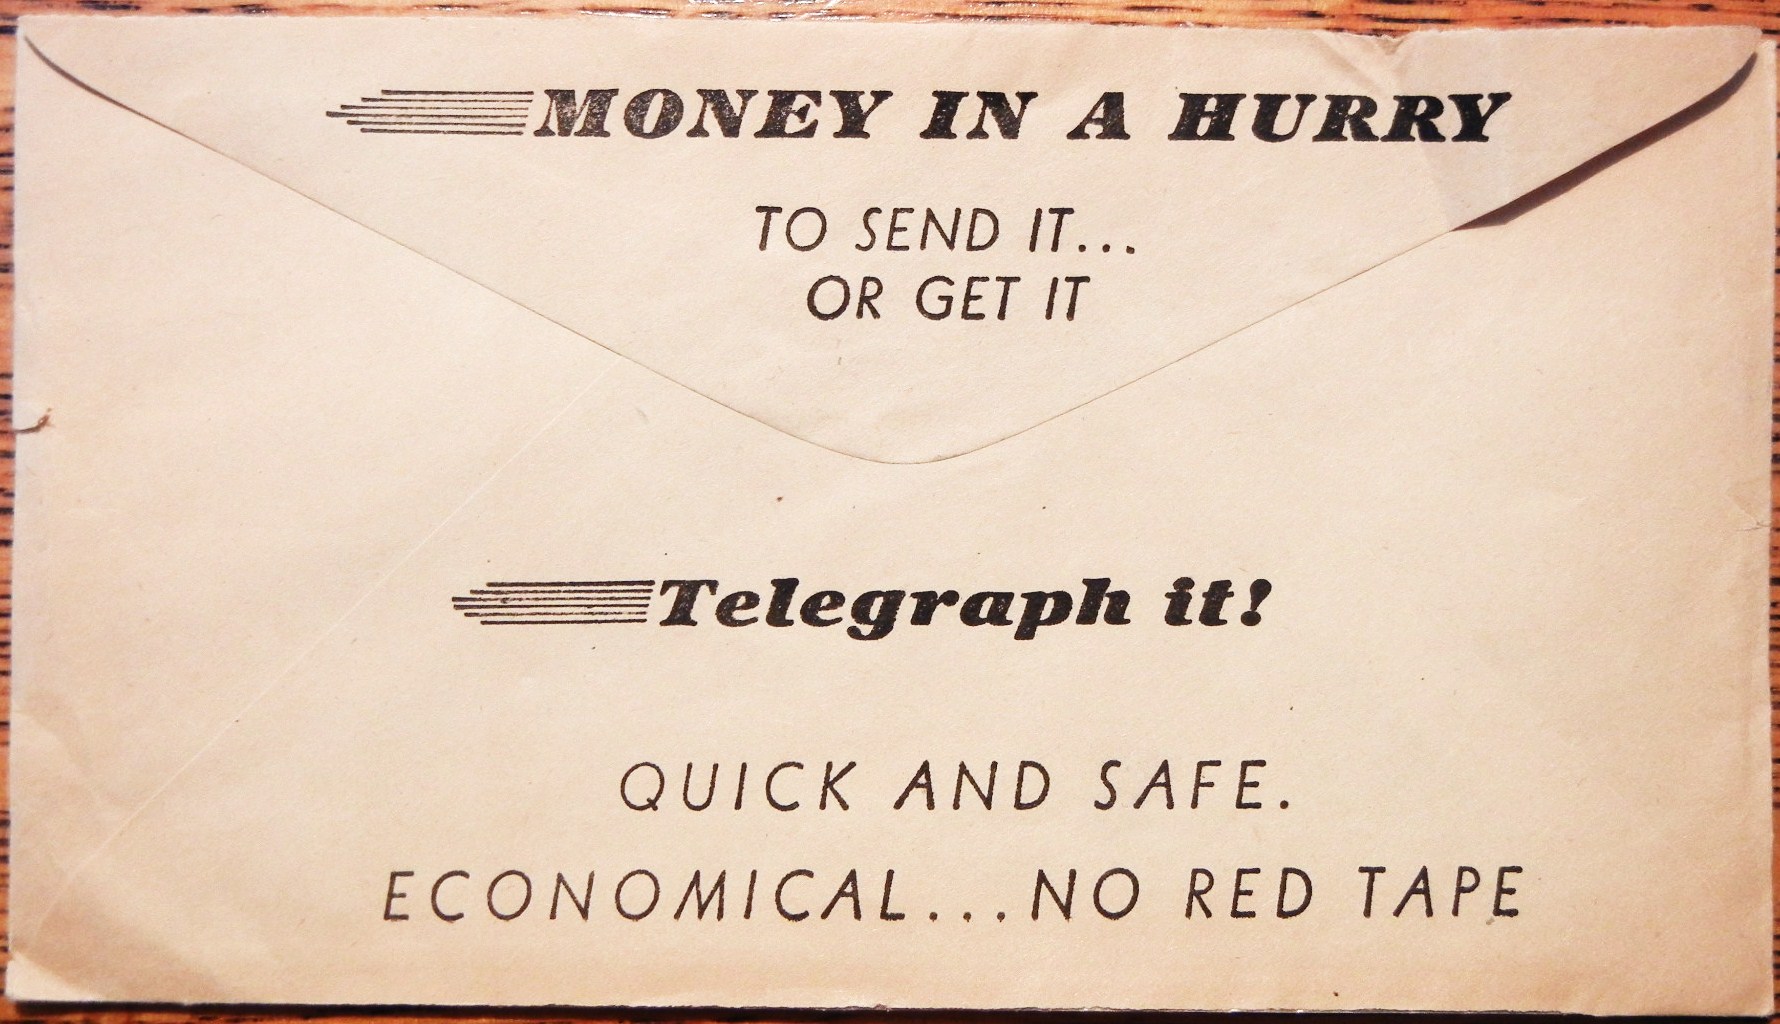 MONEY IN A HURRY
TO SEND IT...
OR GET IT
Telegraph it!
QUICK AND SAFE.
ECONOMICAL...NO RED TAPE